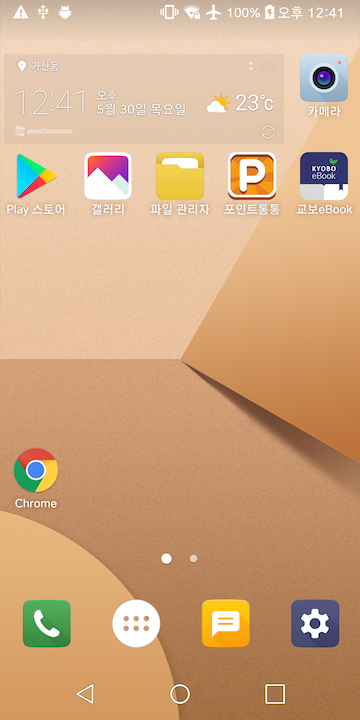 100% 오후 12:41
가산동
12:41 오후
5월 30일 목요일
23℃
weathernews
카메라
Play 스토어
갤러리
파일 관리자
P
포인트통통
KYOBO
eBook
교보eBook
Chrome